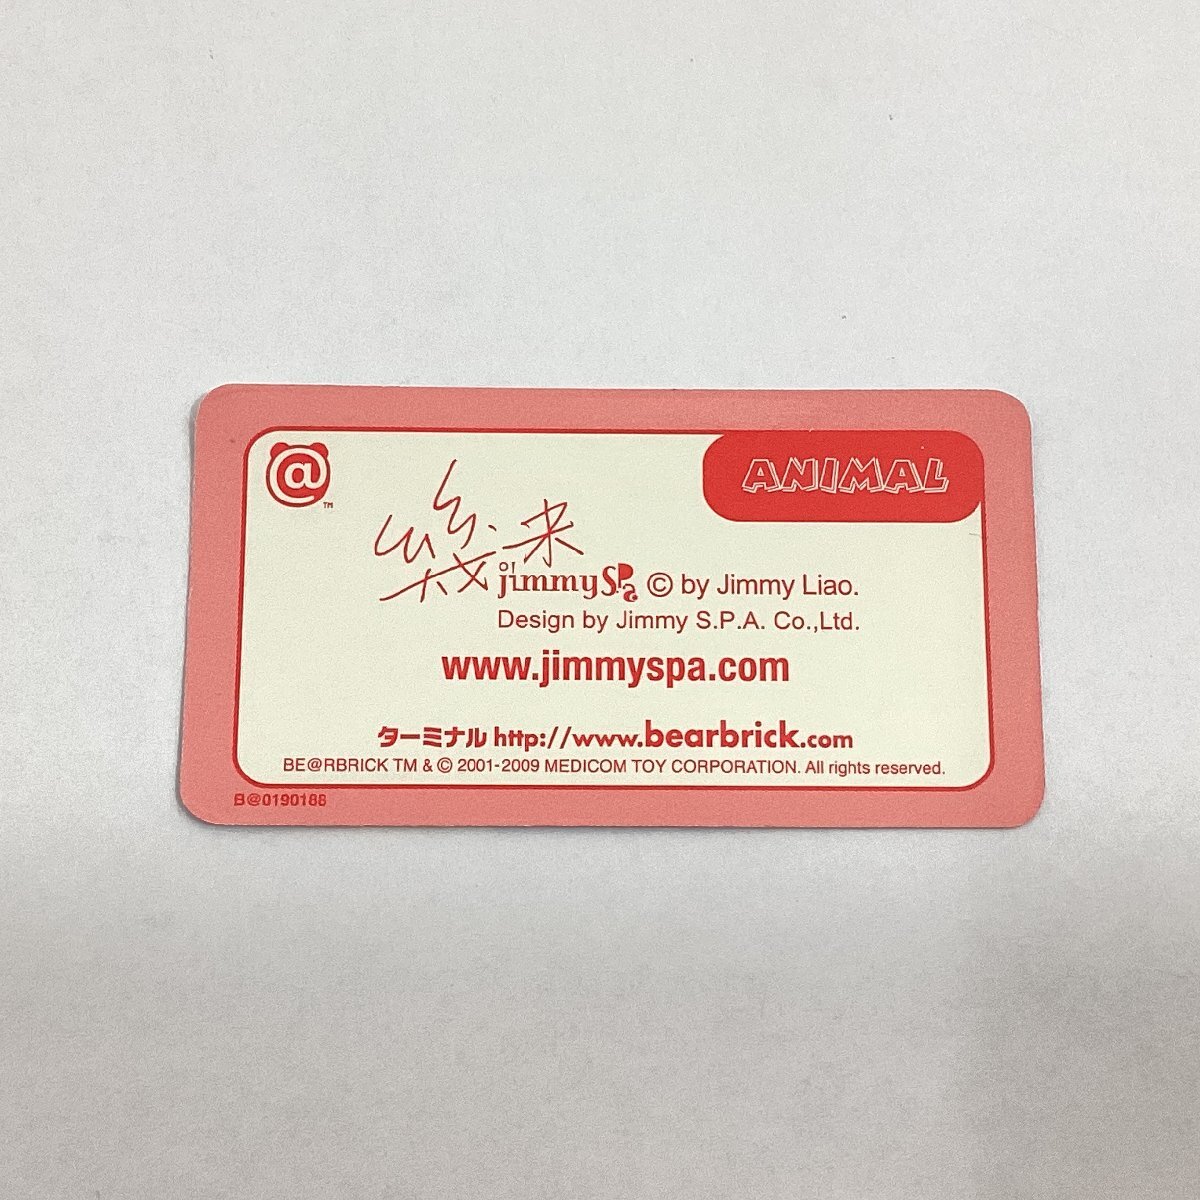 @ TM
ANIMAL
幾米
jimmy S.P.a © by Jimmy Liao.
Design by Jimmy S.P.A. Co.,Ltd.
www.jimmyspa.com
ターミナル http://www.bearbrick.com
BE@RBRICK TM & © 2001-2009 MEDICOM TOY CORPORATION. All rights reserved.
B@0190188